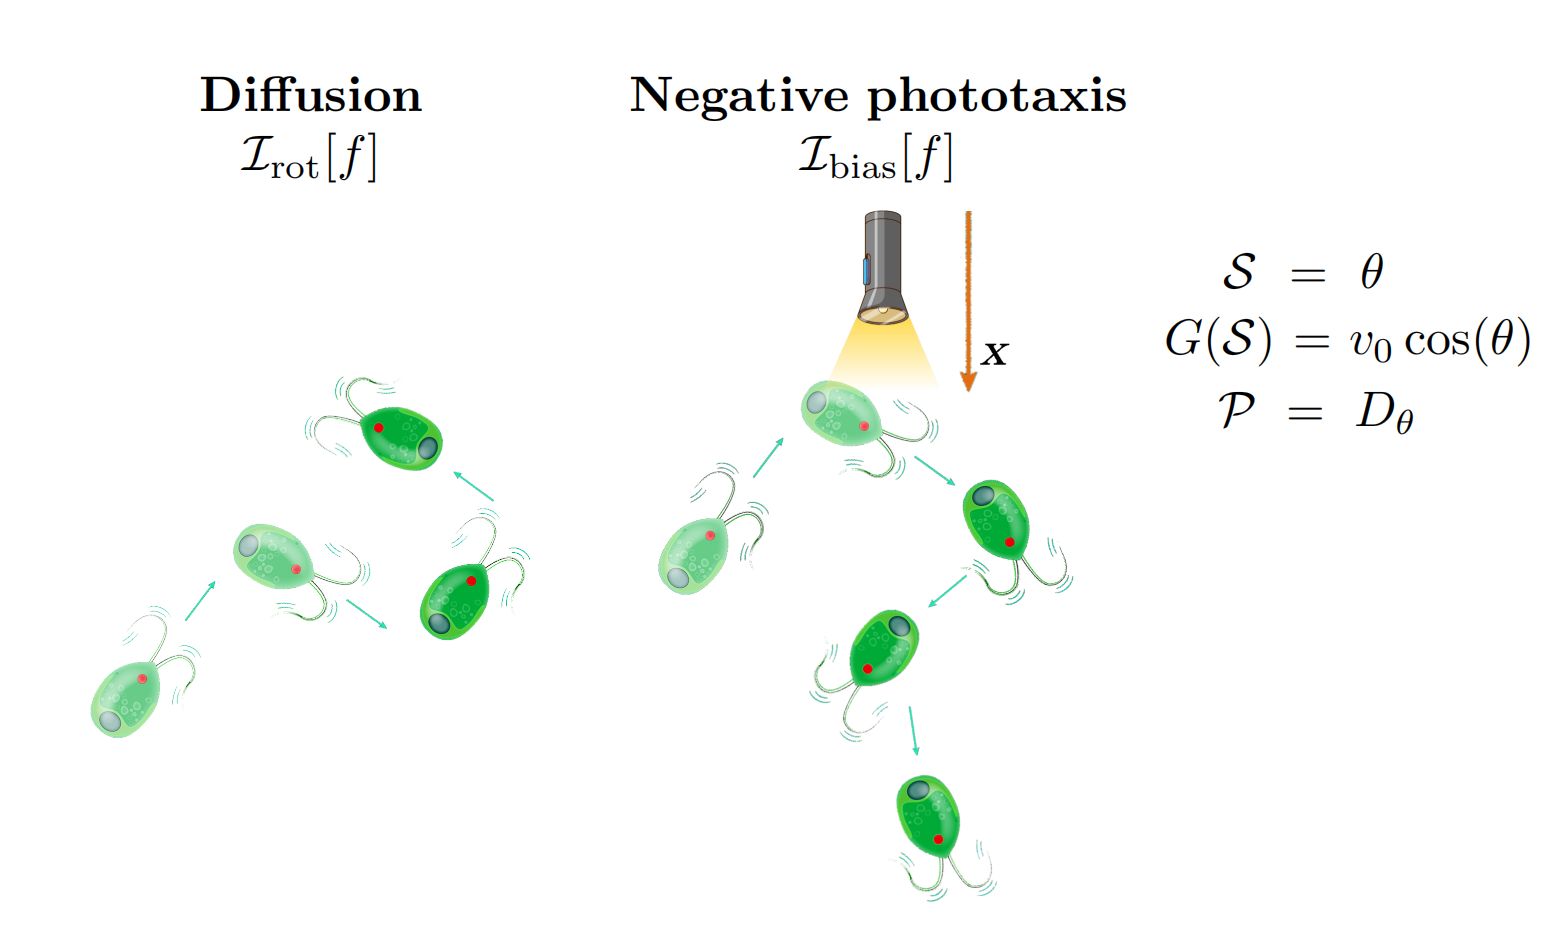 Diffusion
𝓘rot[f]
Negative phototaxis
𝓘bias[f]
x
𝒮 = θ
G(𝒮) = v₀ cos(θ)
𝒫 = Dθ